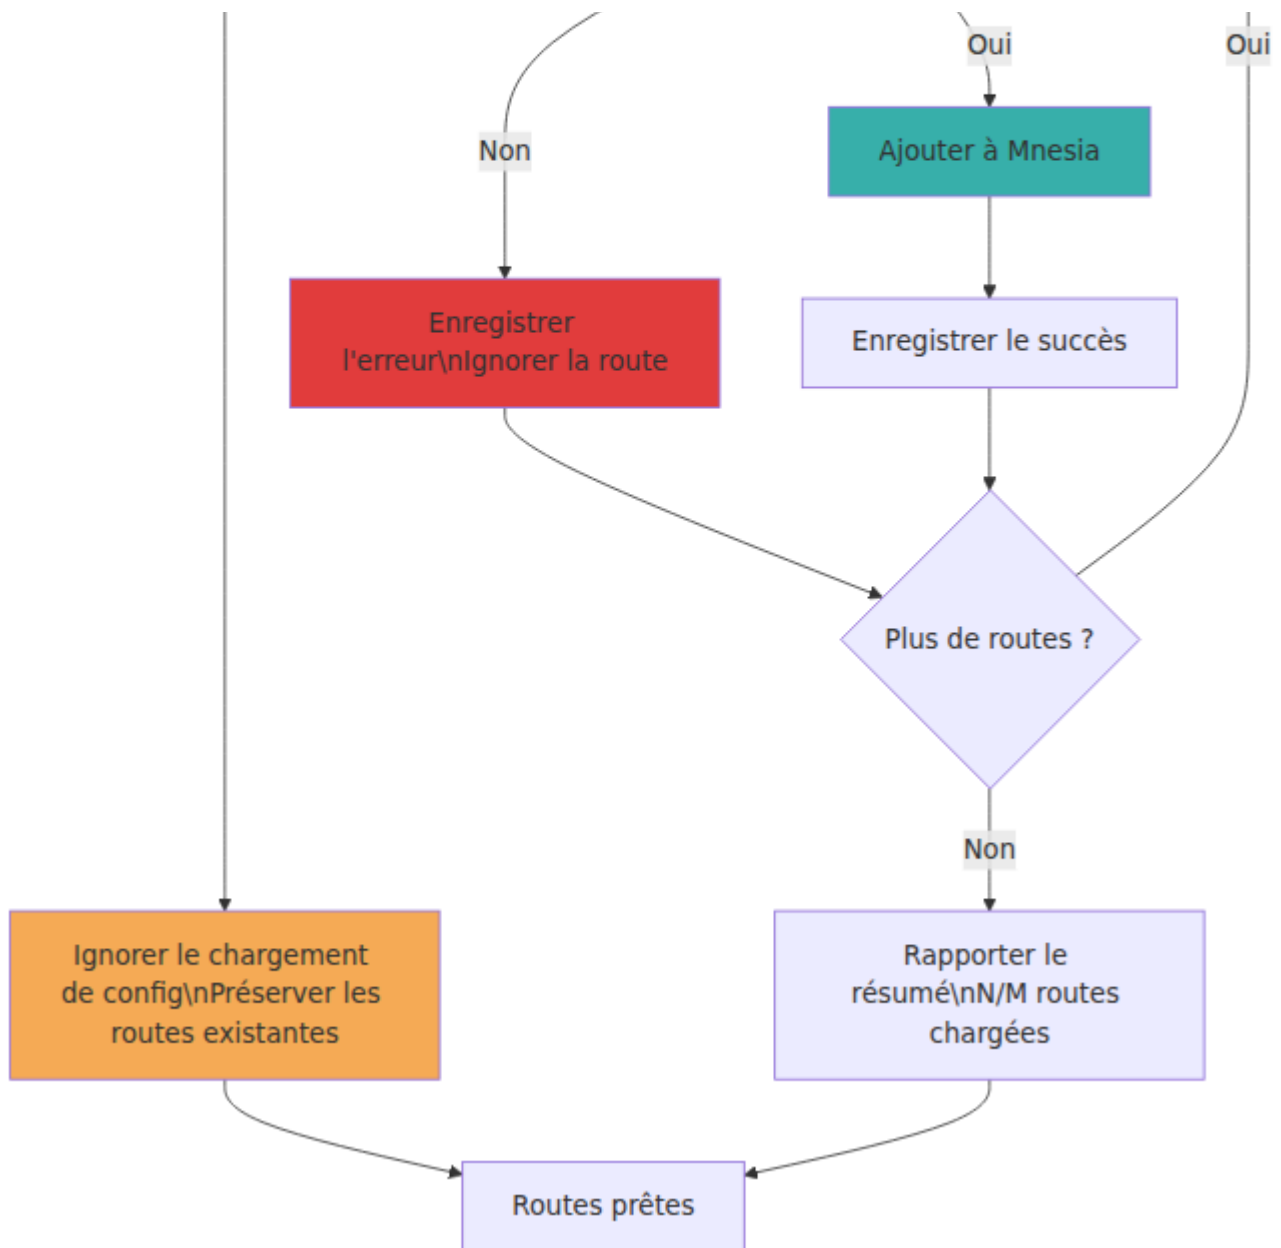 Oui
Oui
Non
Ajouter à Mnesia
Enregistrer
l'erreur\nIgnorer la route
Enregistrer le succès
Plus de routes ?
Non
Ignorer le chargement
de config\nPréserver les
routes existantes
Rapporter le
résumé\nN/M routes
chargées
Routes prêtes